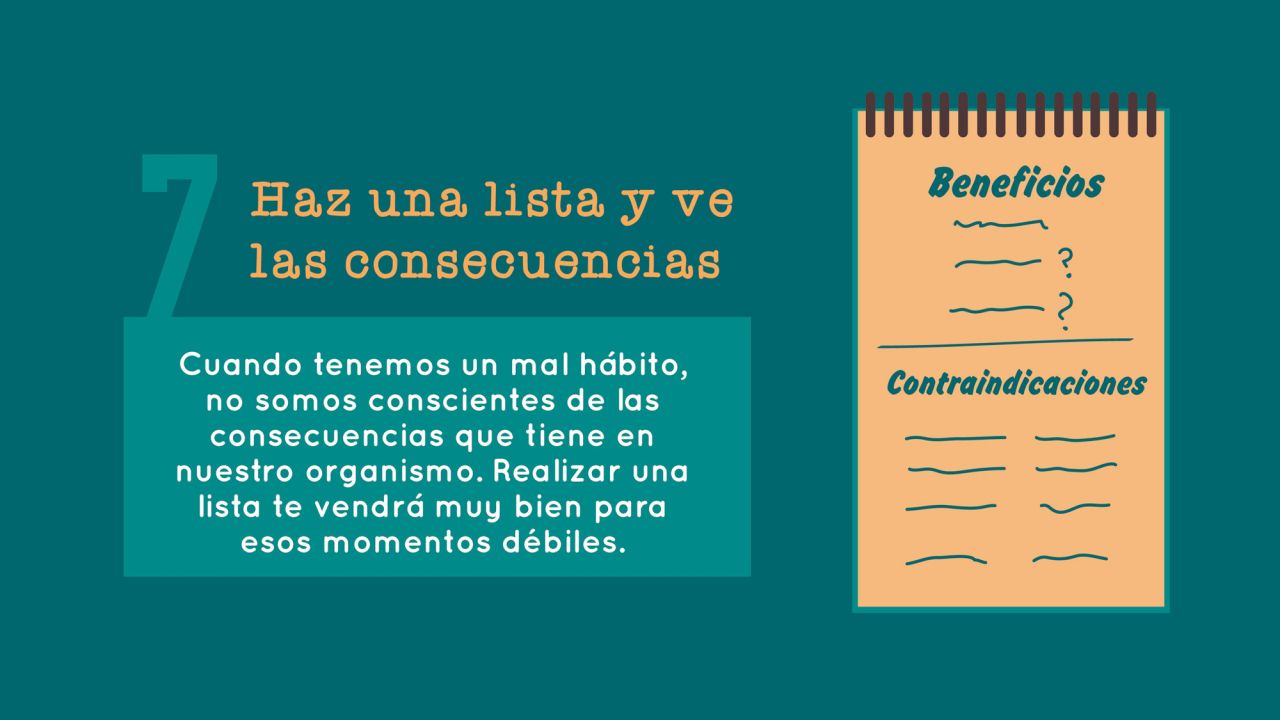 7
Haz una lista y ve
las consecuencias
Cuando tenemos un mal hábito,
no somos conscientes de las
consecuencias que tiene en
nuestro organismo. Realizar una
lista te vendrá muy bien para
esos momentos débiles.
Beneficios
?
?
Contraindicaciones